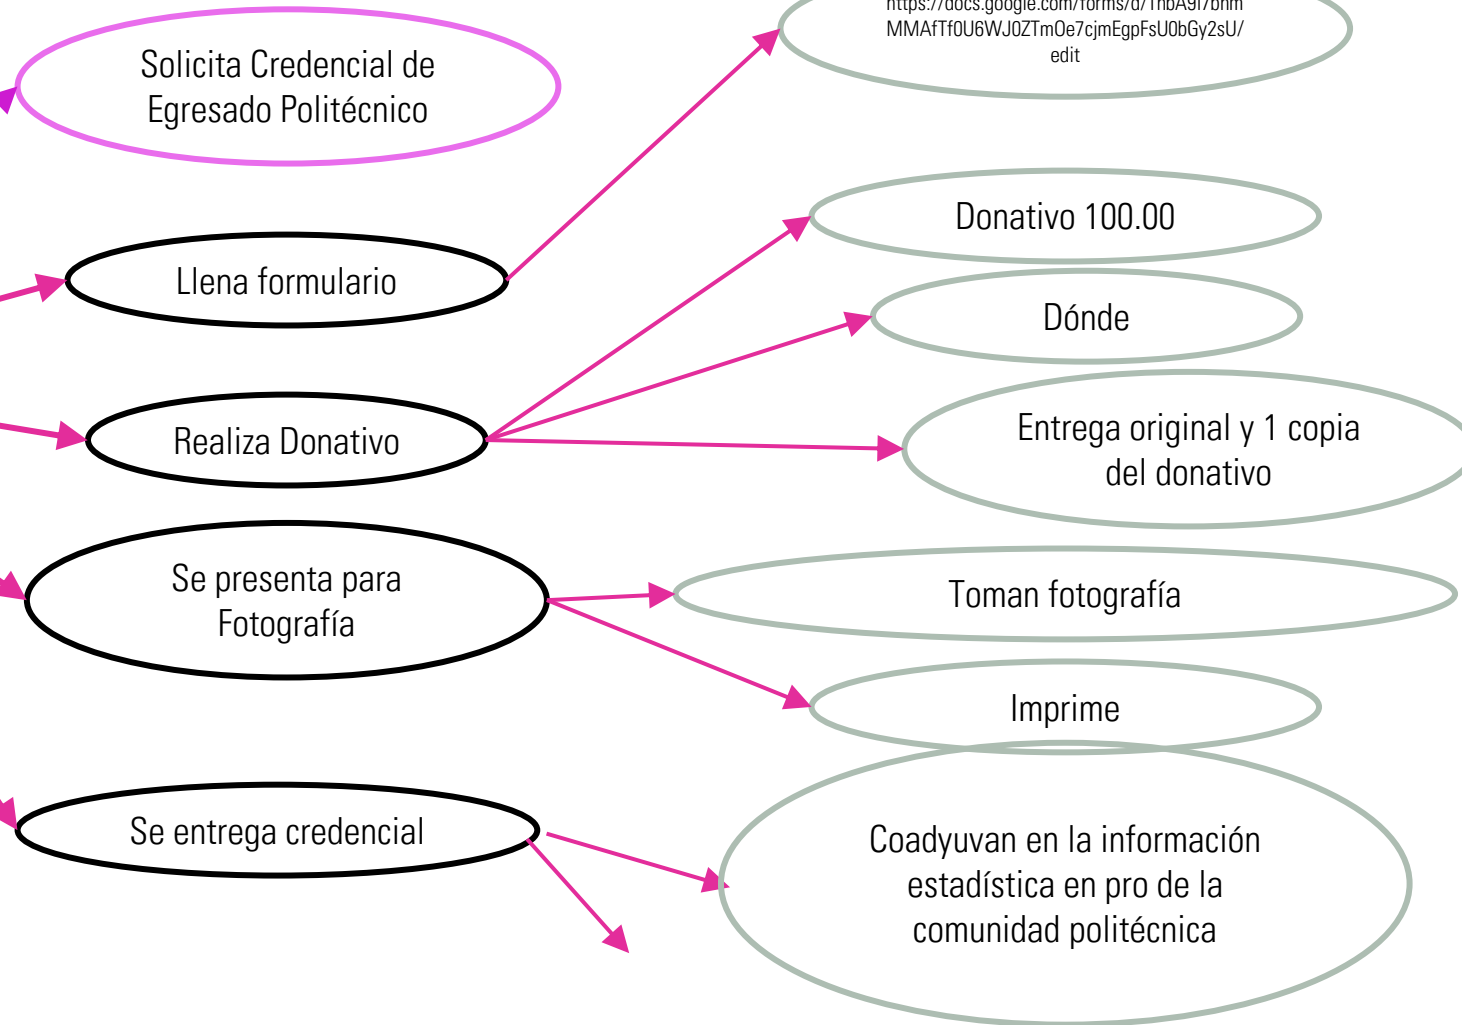 MMAfTf0U6WJ0ZTmOe7cjmEgpFsU0bGy2sU/
edit
Solicita Credencial de
Egresado Politécnico
Donativo 100.00
Llena formulario
Dónde
Realiza Donativo
Entrega original y 1 copia
del donativo
Se presenta para
Fotografía
Toman fotografía
Imprime
Se entrega credencial
Coadyuvan en la información
estadística en pro de la
comunidad politécnica